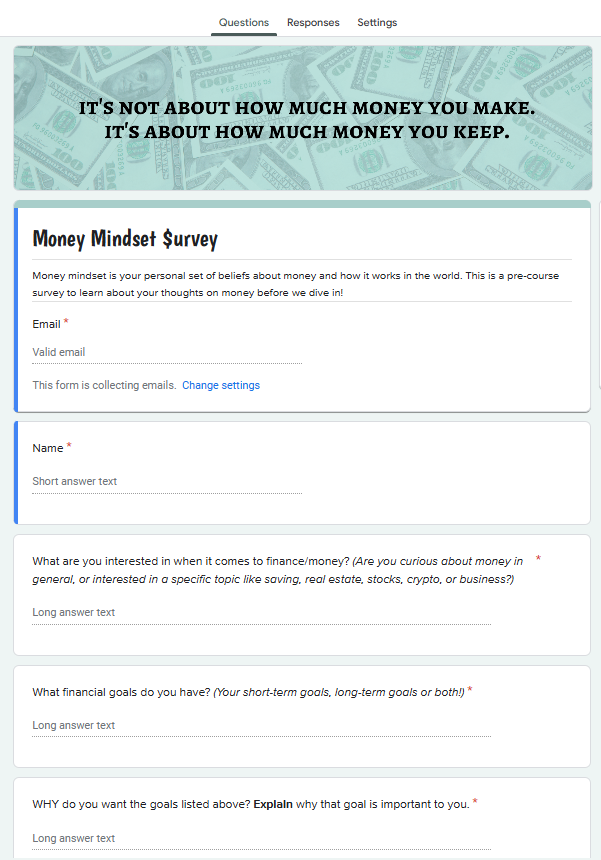 Questions Responses Settings
IT'S NOT ABOUT HOW MUCH MONEY YOU MAKE.
IT'S ABOUT HOW MUCH MONEY YOU KEEP.
Money Mindset $urvey
Money mindset is your personal set of beliefs about money and how it works in the world. This is a pre-course
survey to learn about your thoughts on money before we dive in!
Email *
Valid email
This form is collecting emails. Change settings
Name *
Short answer text
What are you interested in when it comes to finance/money? (Are you curious about money in *
general, or interested in a specific topic like saving, real estate, stocks, crypto, or business?)
Long answer text
What financial goals do you have? (Your short-term goals, long-term goals or both!) *
Long answer text
WHY do you want the goals listed above? Explain why that goal is important to you. *
Long answer text